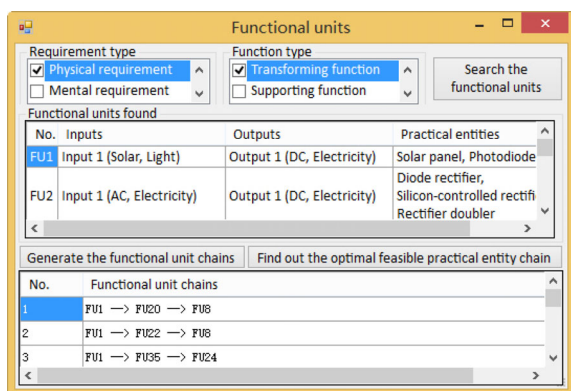 Functional units
Requirement type
Function type
Physical requirement
Transforming function
Search the
functional units
Mental requirement
Supporting function
Functional units found
No. Inputs Outputs Practical entities
FU1 Input 1 (Solar, Light) Output 1 (DC, Electricity) Solar panel, Photodiode
FU2 Input 1 (AC, Electricity) Output 1 (DC, Electricity) Diode rectifier,
Silicon-controlled rectifi
Rectifier doubler
Generate the functional unit chains
Find out the optimal feasible practical entity chain
No. Functional unit chains
1 FU1 —> FU20 —> FU8
2 FU1 —> FU22 —> FU8
3 FU1 —> FU35 —> FU24